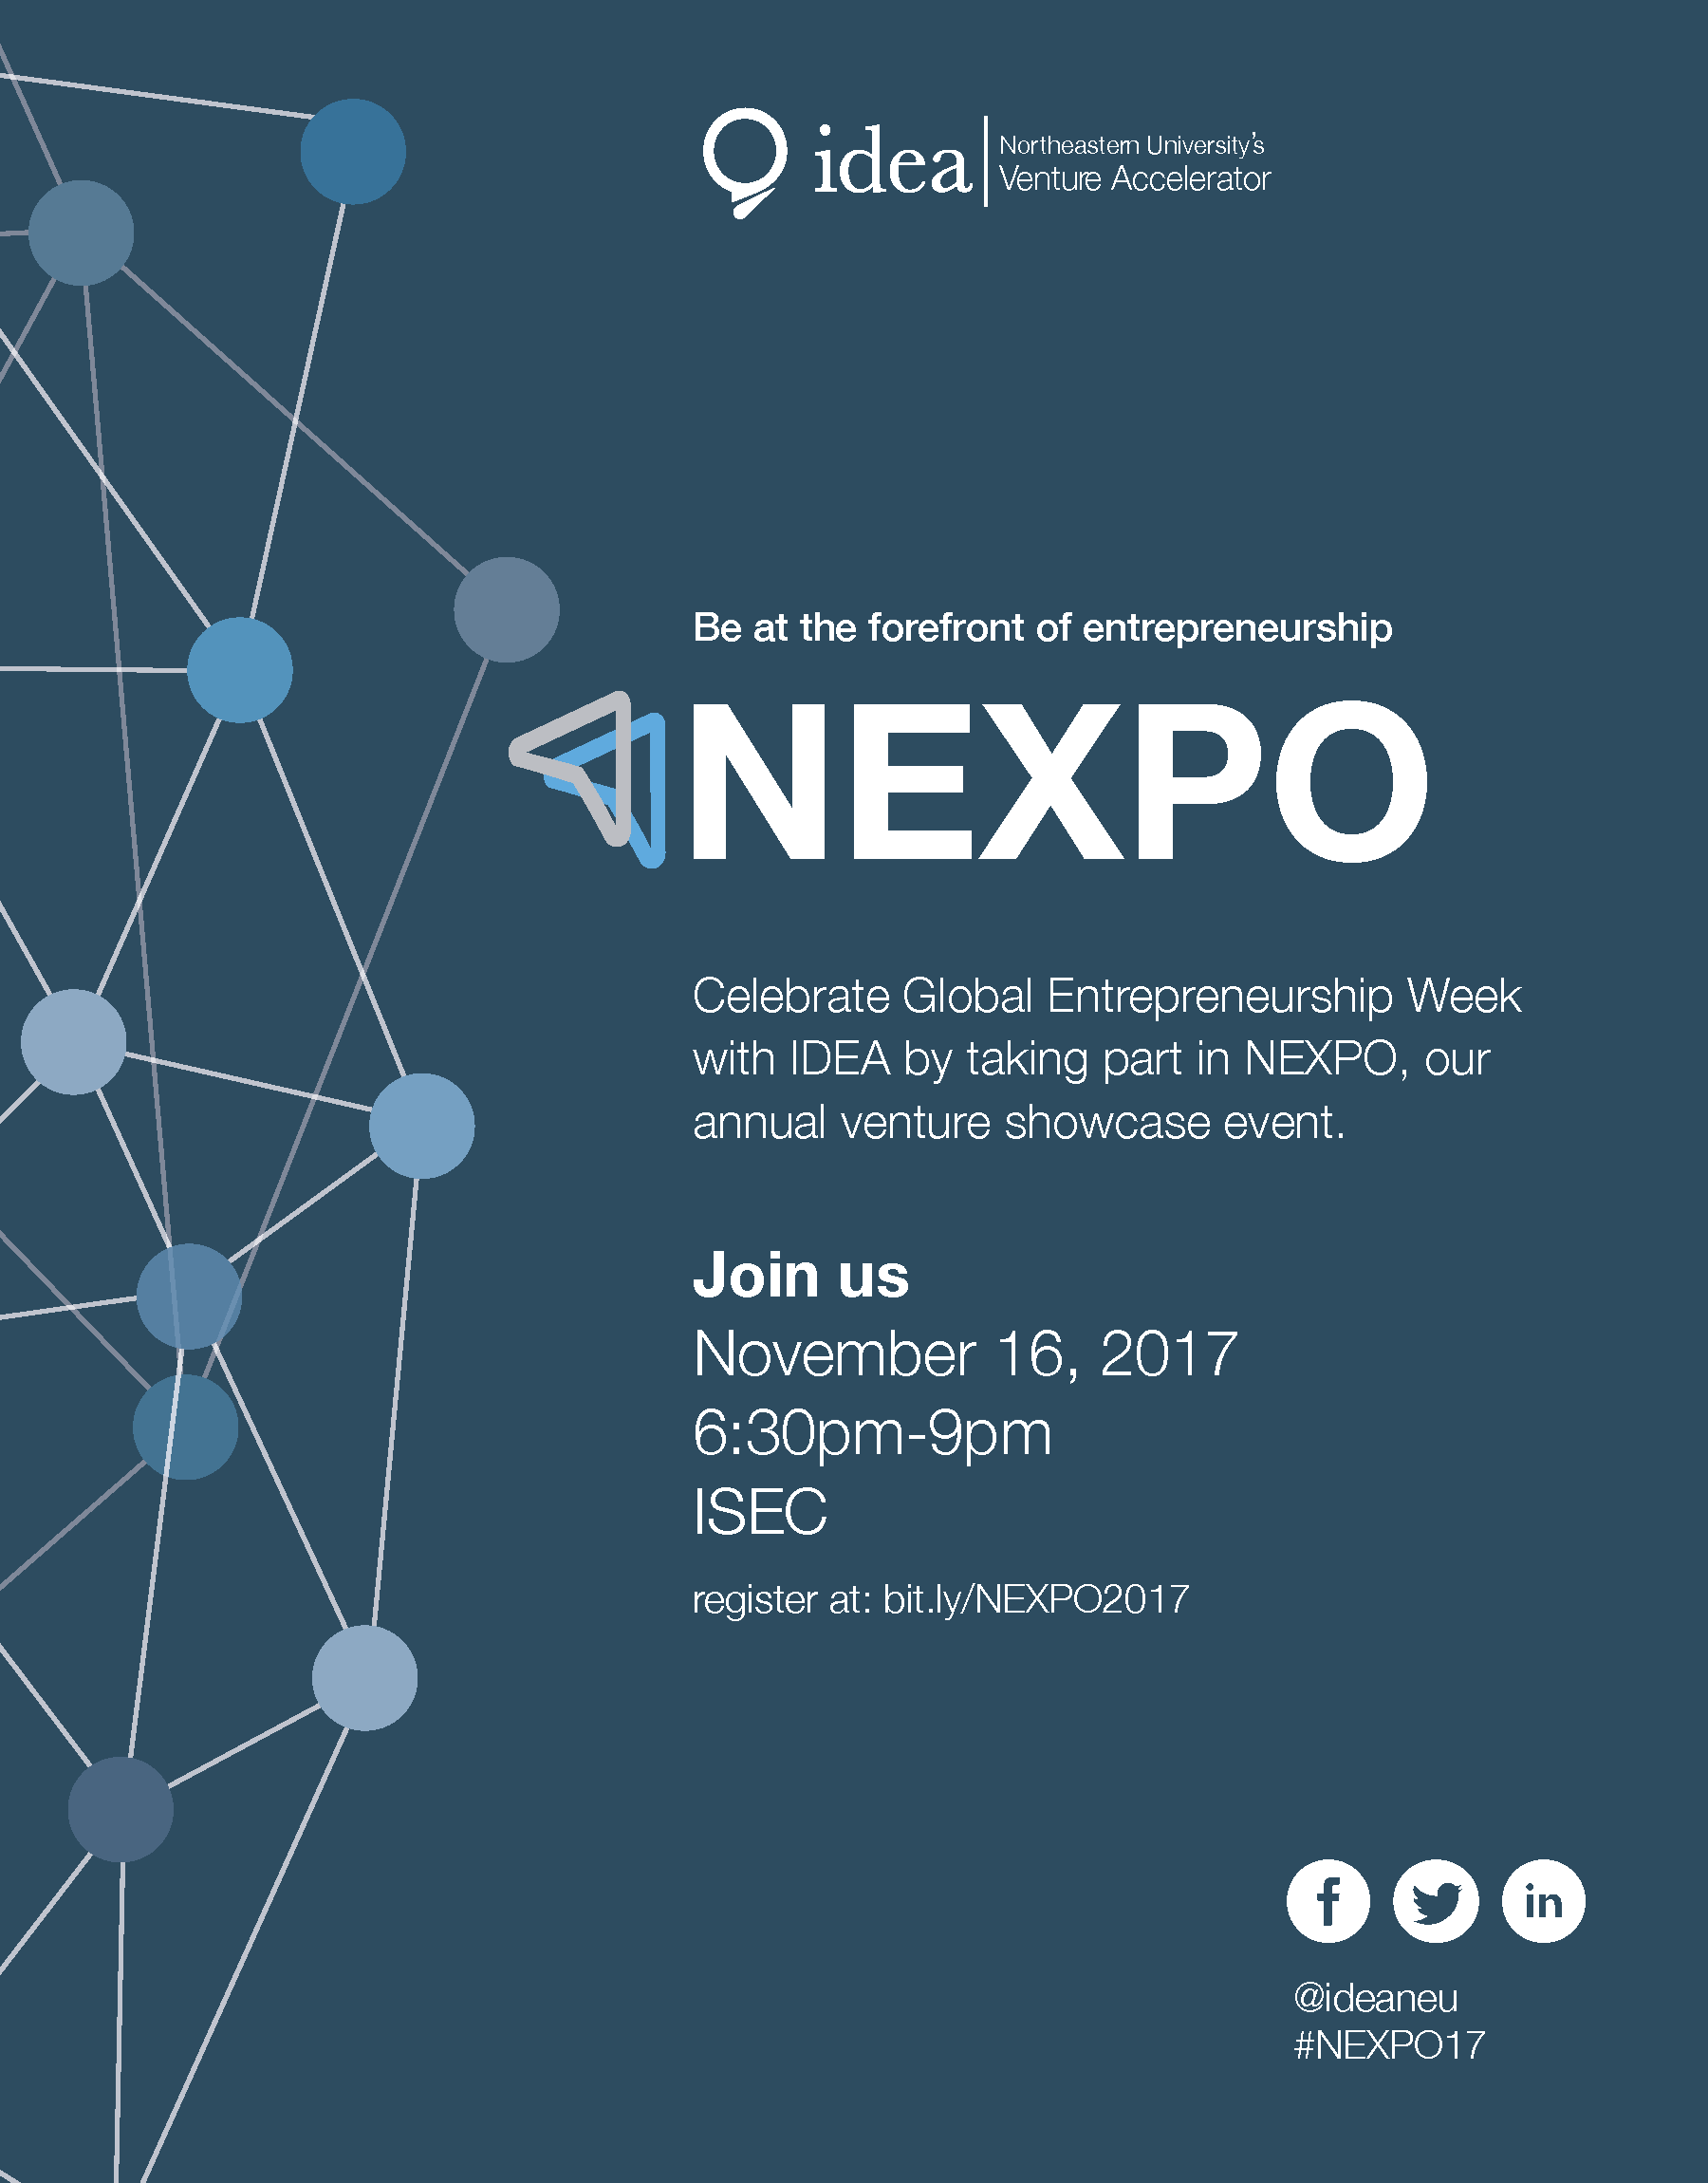 idea
Northeastern University's
Venture Accelerator
Be at the forefront of entrepreneurship
NEXPO
Celebrate Global Entrepreneurship Week
with IDEA by taking part in NEXPO, our
annual venture showcase event.
Join us
November 16, 2017
6:30pm-9pm
ISEC
register at: bit.ly/NEXPO2017
f in
@ideaneu
#NEXPO17